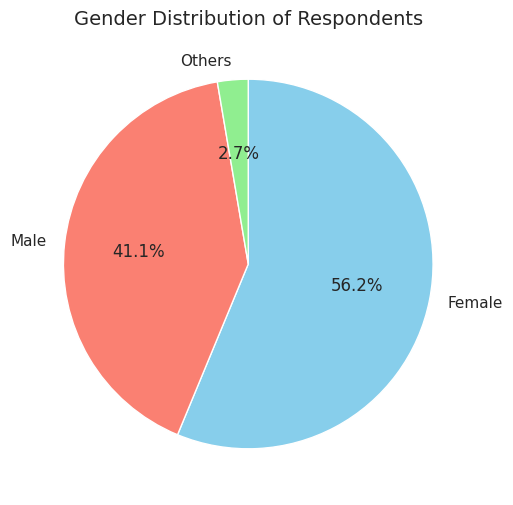 Gender Distribution of Respondents
Others
2.7%
Male
41.1%
56.2%
Female